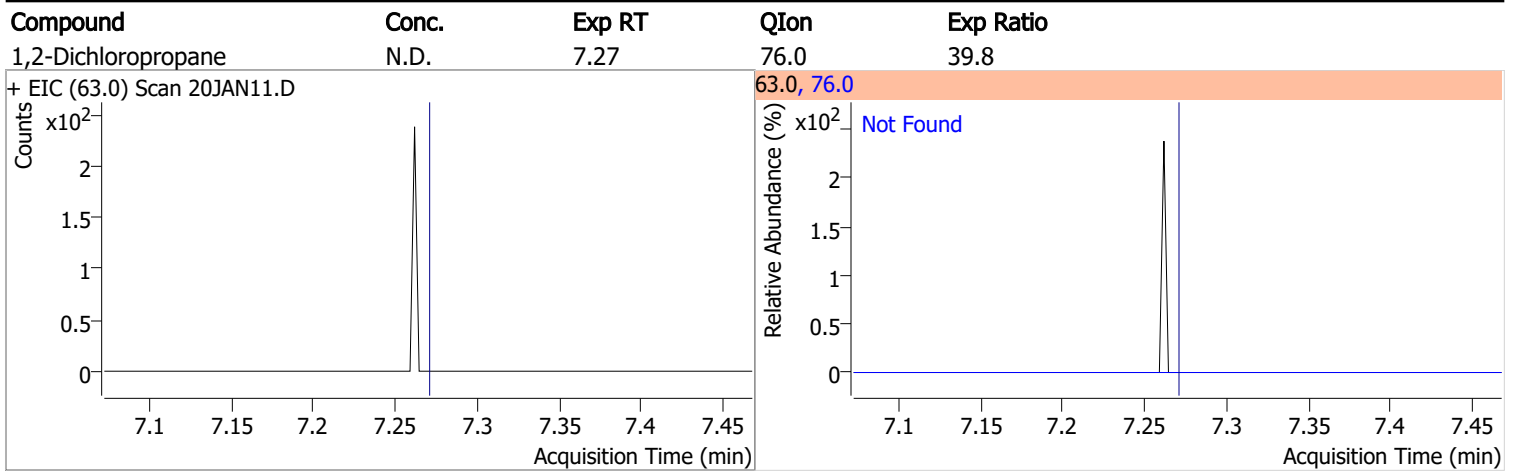 Compound Conc. Exp RT QIon Exp Ratio
1,2-Dichloropropane N.D. 7.27 76.0 39.8
+ EIC (63.0) Scan 20JAN11.D
Counts
x10²
2
1.5
1
0.5
0
7.1 7.15 7.2 7.25 7.3 7.35 7.4 7.45
Acquisition Time (min)
63.0, 76.0
Relative Abundance (%)
x10²
Not Found
2
1.5
1
0.5
0
7.1 7.15 7.2 7.25 7.3 7.35 7.4 7.45
Acquisition Time (min)